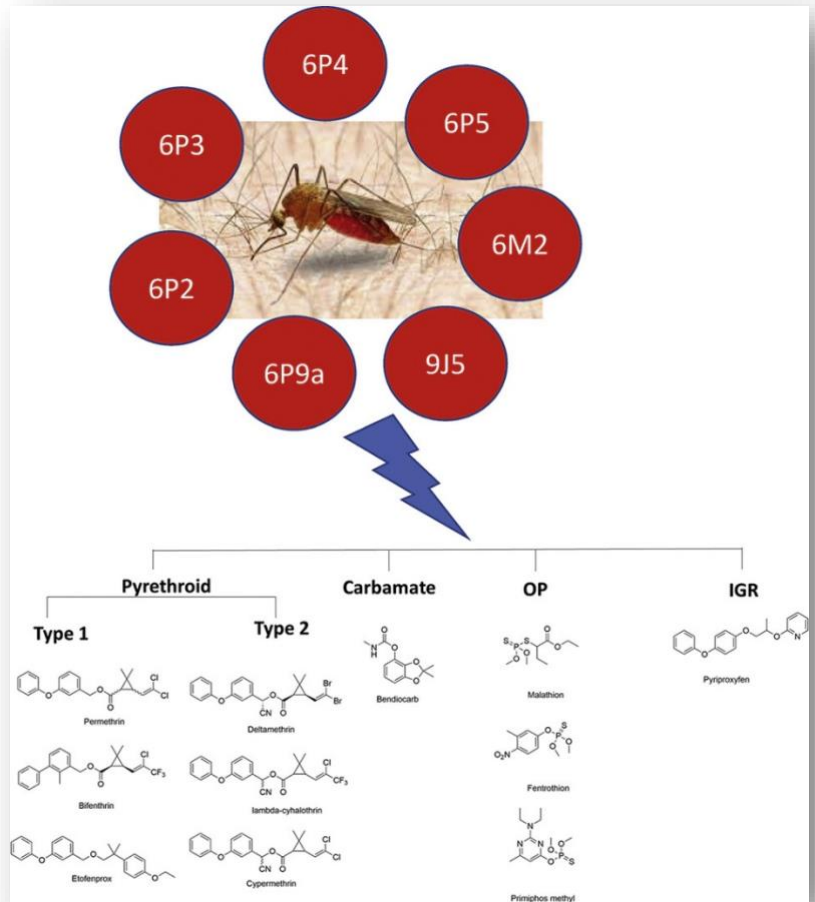 6P4
6P5
6P3
6M2
6P2
9J5
6P9a
Pyrethroid
Carbamate
OP
IGR
Type 1
Type 2
Permethrin
Bifenthrin
Etofenprox
Deltamethrin
lambda-cyhalothrin
Cypermethrin
Bendiocarb
Malathion
Fentrothion
Primiphos methyl
Pyriproxyfen